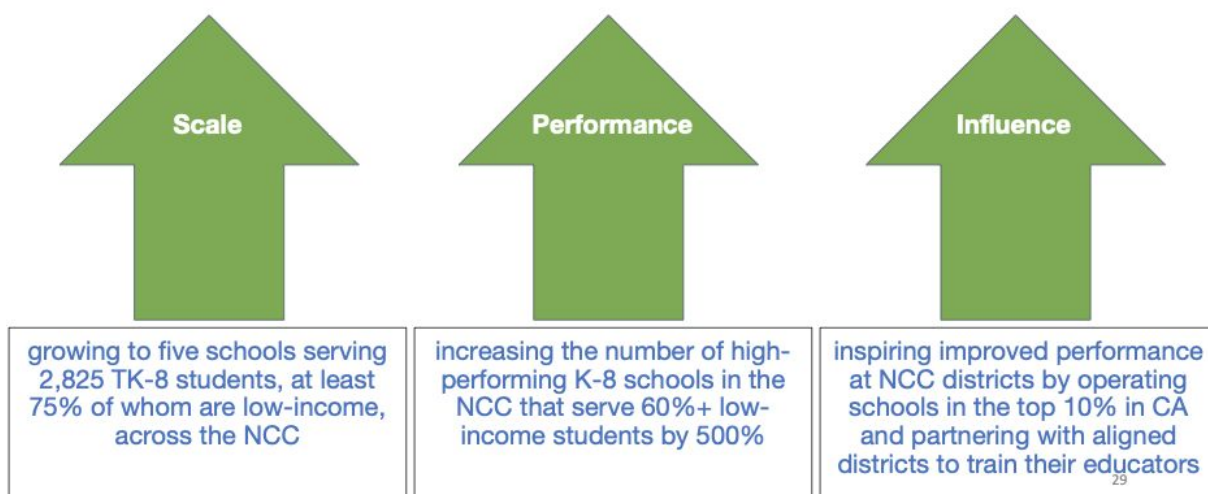 Scale
Performance
Influence
growing to five schools serving
2,825 TK-8 students, at least
75% of whom are low-income,
across the NCC
increasing the number of high-
performing K-8 schools in the
NCC that serve 60%+ low-
income students by 500%
inspiring improved performance
at NCC districts by operating
schools in the top 10% in CA
and partnering with aligned
districts to train their educators
29